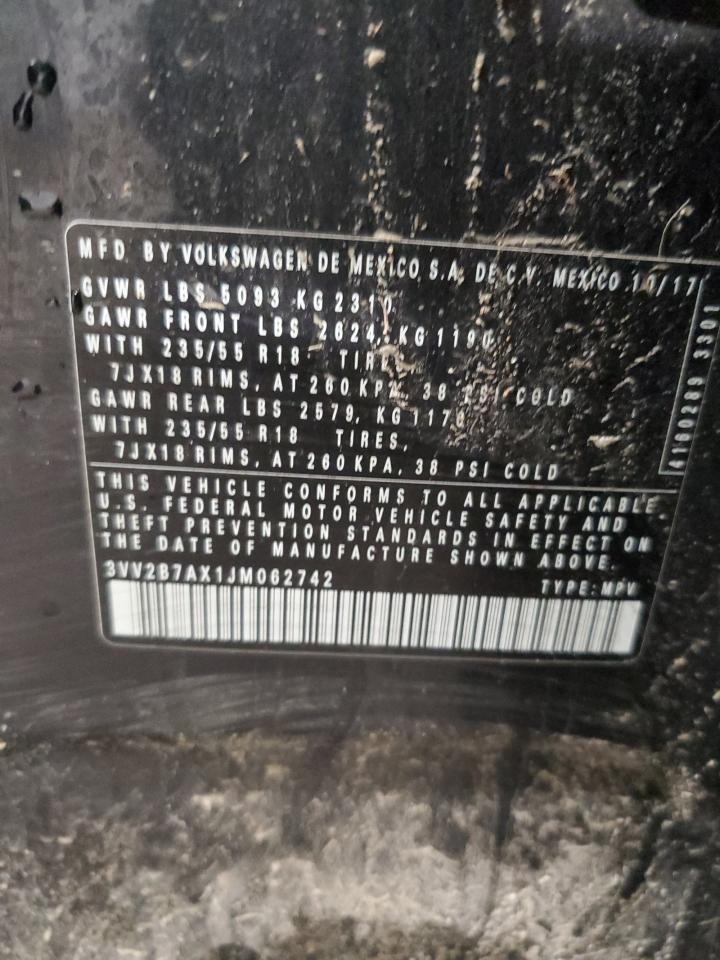 MFD. BY VOLKSWAGEN DE MEXICO S.A. DE C.V. MEXICO 10/17
GVWR LBS 5093 KG 2310
GAWR FRONT LBS 2624, KG 1190
WITH 235/55 R18 TIRES,
7JX18 RIMS, AT 260 KPA, 38 PSI COLD
GAWR REAR LBS 2579, KG 1170
WITH 235/55 R18 TIRES,
7JX18 RIMS, AT 260 KPA, 38 PSI COLD
4160289 3301
THIS VEHICLE CONFORMS TO ALL APPLICABLE
U.S. FEDERAL MOTOR VEHICLE SAFETY AND
THEFT PREVENTION STANDARDS IN EFFECT ON
THE DATE OF MANUFACTURE SHOWN ABOVE.
3VV2B7AX1JM062742 TYPE: MPV